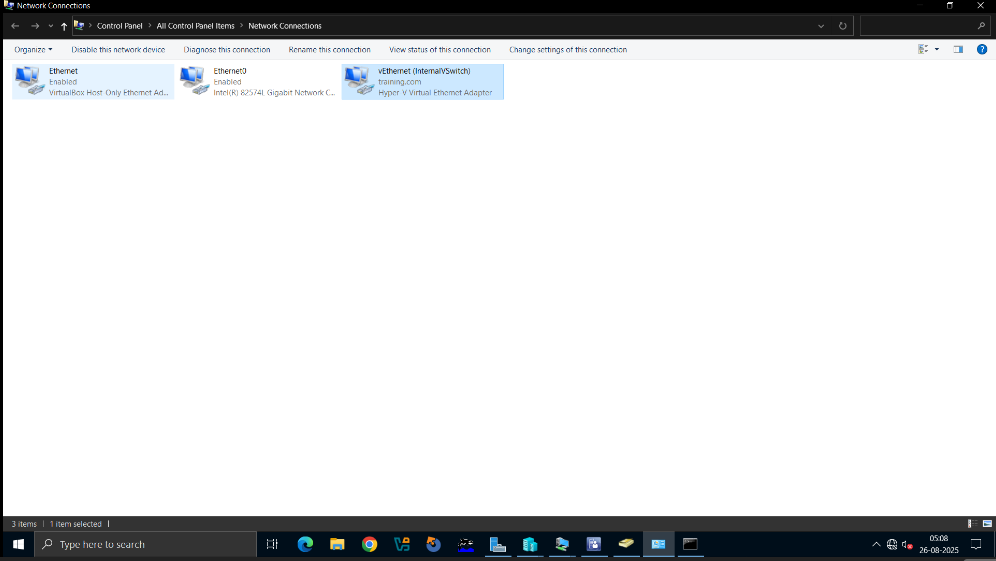 Network Connections
Control Panel > All Control Panel Items > Network Connections
Organize Disable this network device Diagnose this connection Rename this connection View status of this connection Change settings of this connection
Ethernet
Enabled
VirtualBox Host-Only Ethernet Ad...
Ethernet0
Enabled
Intel(R) 82574L Gigabit Network C...
vEthernet (InternalVSwitch)
training.com
Hyper-V Virtual Ethernet Adapter
3 items 1 item selected
Type here to search
05:08
26-08-2025